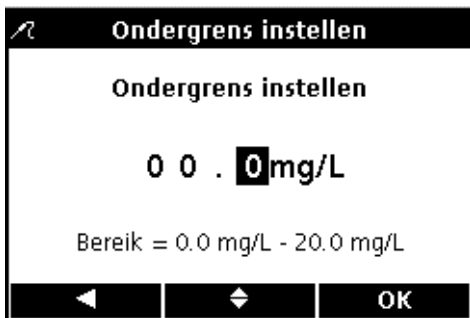 Ondergrens instellen
Ondergrens instellen
0 0 . 0mg/L
Bereik = 0.0 mg/L - 20.0 mg/L
OK